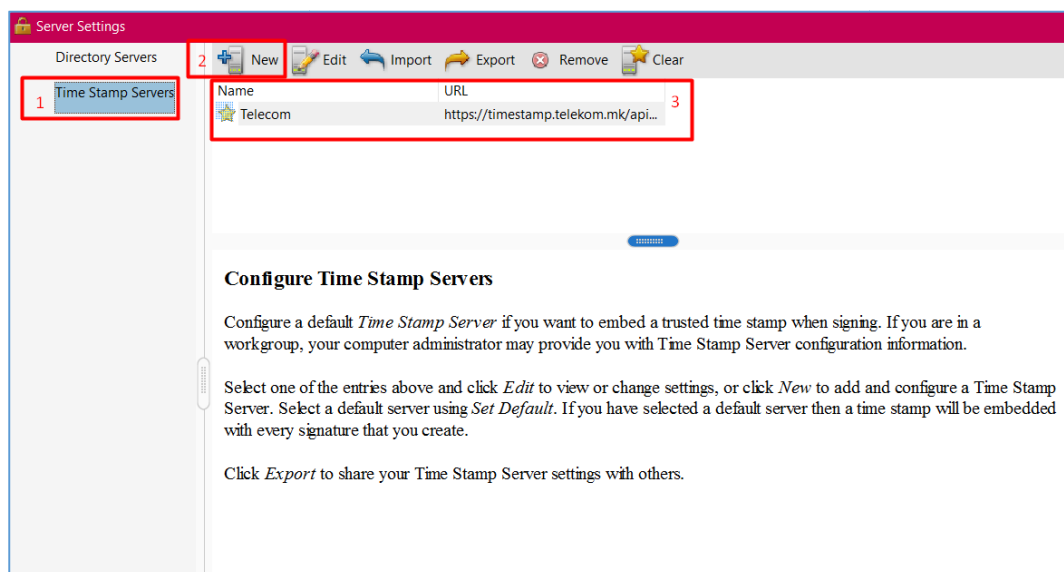 Server Settings
Directory Servers
2 New Edit Import Export Remove Clear
1 Time Stamp Servers
Name URL
3
Telecom https://timestamp.telekom.mk/api...
Configure Time Stamp Servers
Configure a default Time Stamp Server if you want to embed a trusted time stamp when signing. If you are in a
workgroup, your computer administrator may provide you with Time Stamp Server configuration information.
Select one of the entries above and click Edit to view or change settings, or click New to add and configure a Time Stamp
Server. Select a default server using Set Default. If you have selected a default server then a time stamp will be embedded
with every signature that you create.
Click Export to share your Time Stamp Server settings with others.